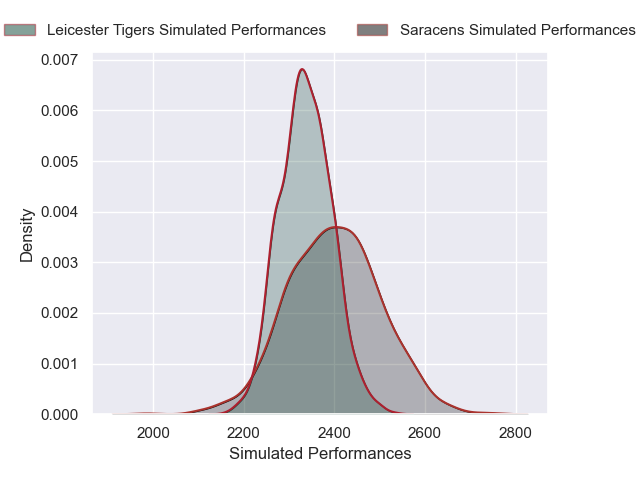 Leicester Tigers Simulated Performances Saracens Simulated Performances
0.007
0.006
0.005
0.004
0.003
0.002
0.001
0.000
Density
2000 2200 2400 2600 2800
Simulated Performances